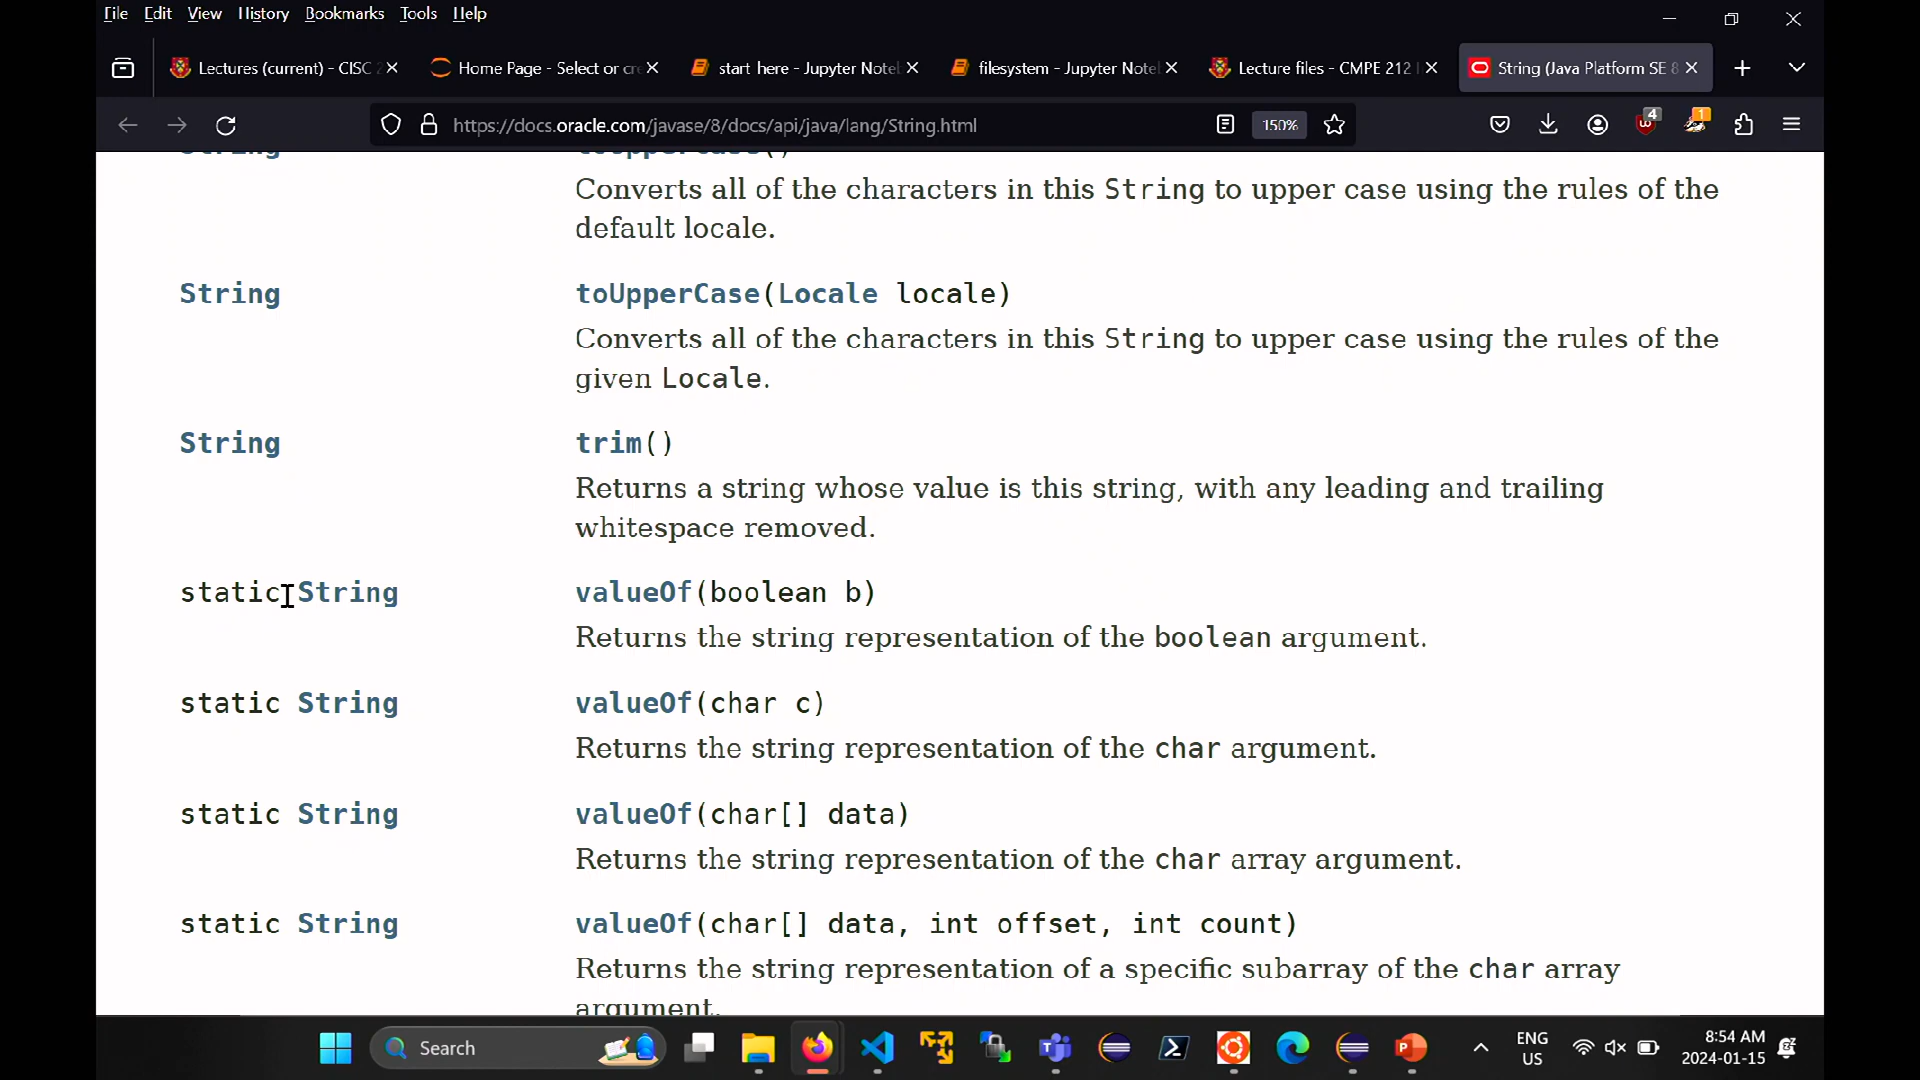 File Edit View History Bookmarks Tools Help
Lectures (current) - CISC 2
Home Page - Select or cre
start here - Jupyter Notel
filesystem - Jupyter Notel
Lecture files - CMPE 212
String (Java Platform SE 8
https://docs.oracle.com/javase/8/docs/api/java/lang/String.html
150%
4
1
String toUpperCase()
Converts all of the characters in this String to upper case using the rules of the
default locale.
String toUpperCase(Locale locale)
Converts all of the characters in this String to upper case using the rules of the
given Locale.
String trim()
Returns a string whose value is this string, with any leading and trailing
whitespace removed.
static String valueOf(boolean b)
Returns the string representation of the boolean argument.
static String valueOf(char c)
Returns the string representation of the char argument.
static String valueOf(char[] data)
Returns the string representation of the char array argument.
static String valueOf(char[] data, int offset, int count)
Returns the string representation of a specific subarray of the char array
argument.
Search
ENG
US
8:54 AM
2024-01-15